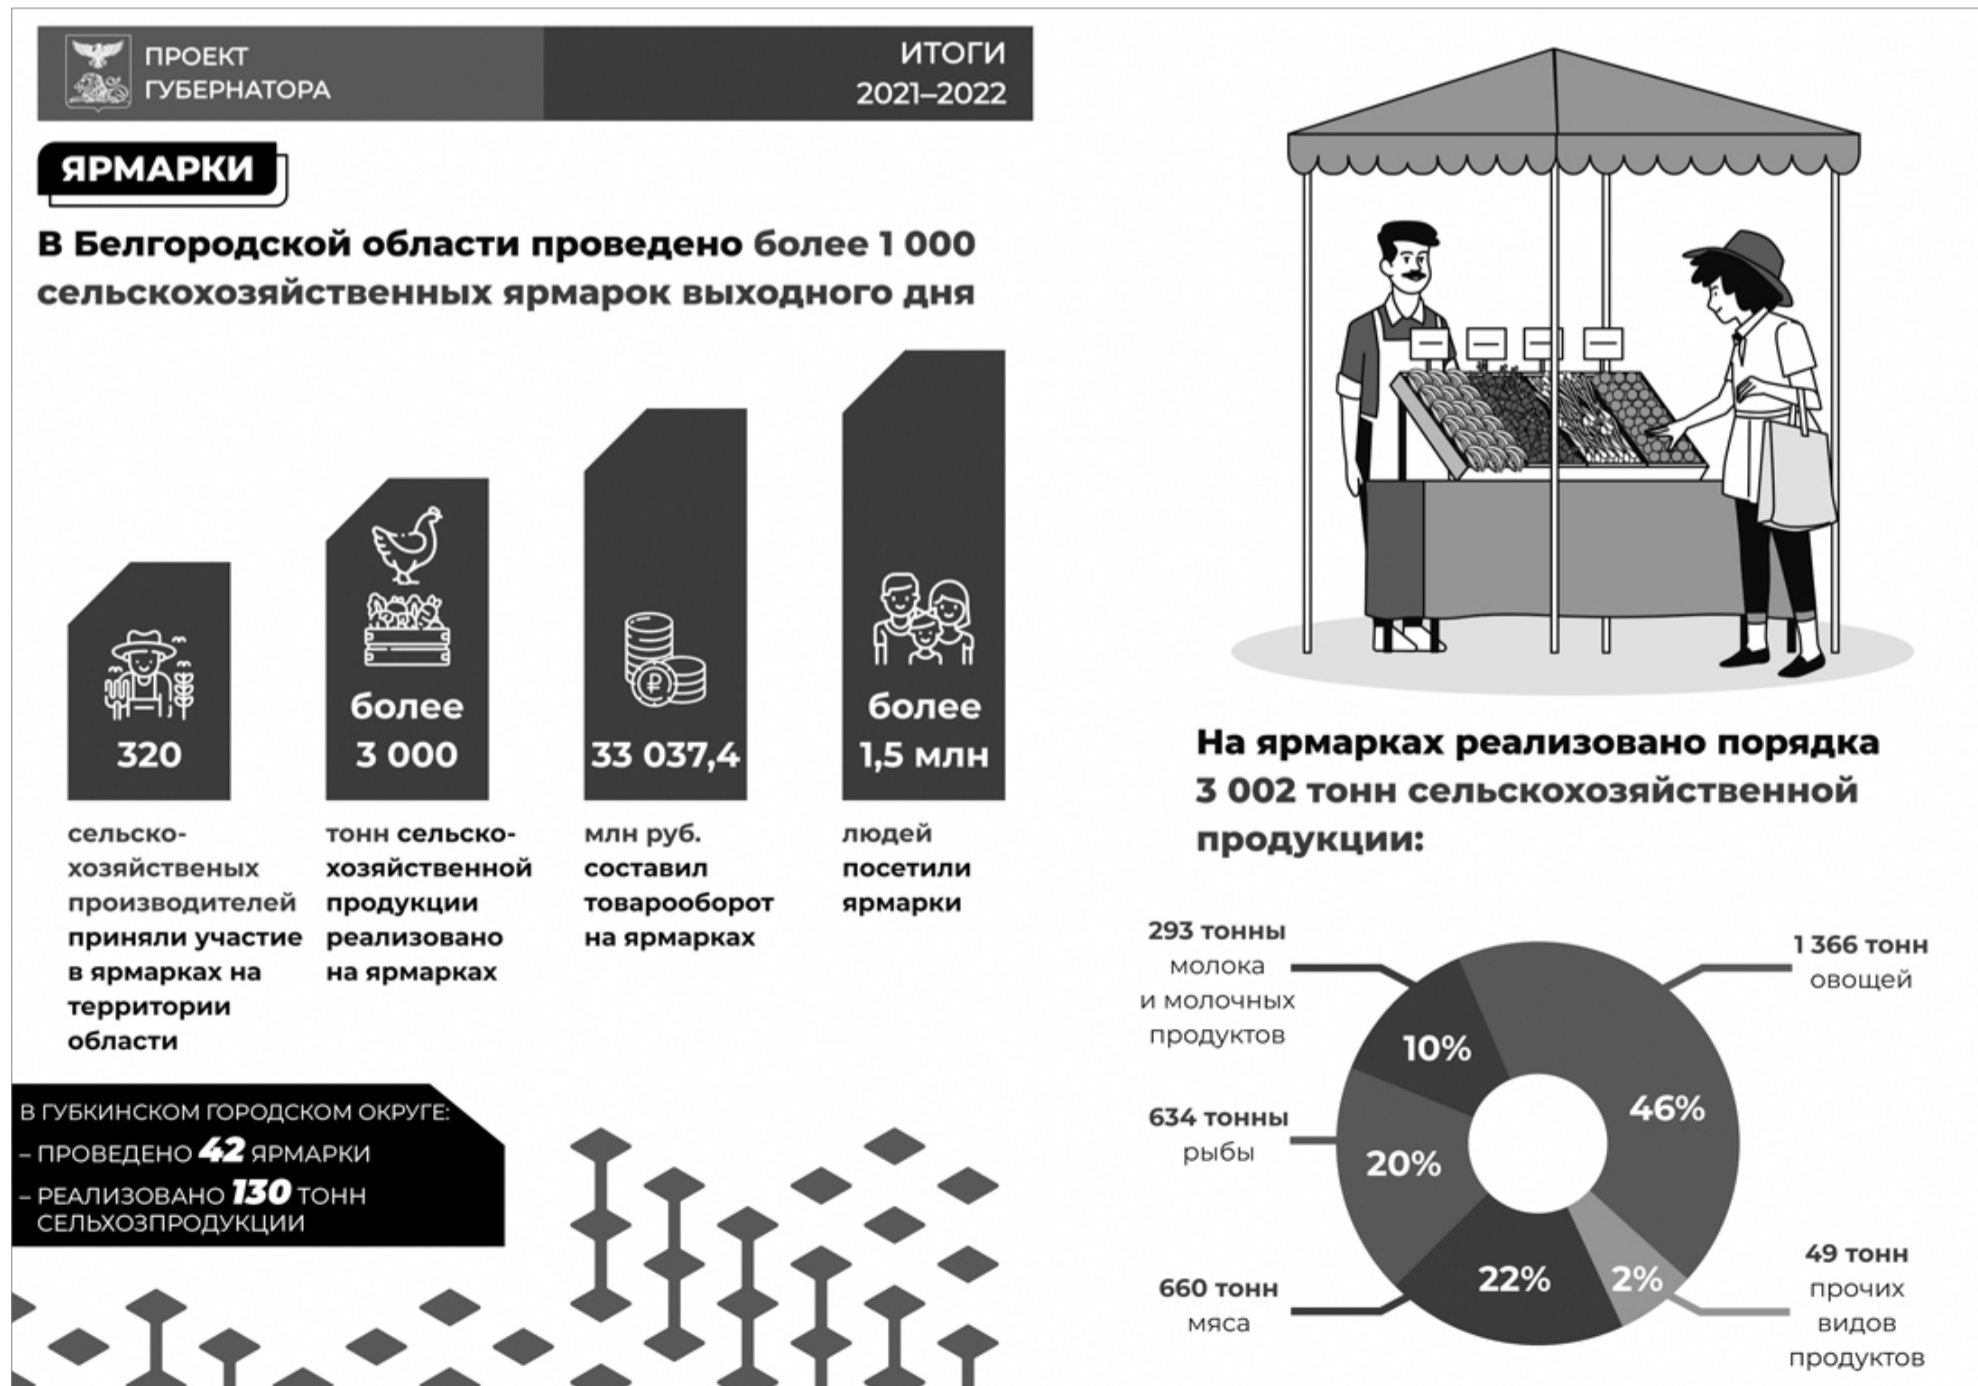 ПРОЕКТ
ГУБЕРНАТОРА
ИТОГИ
2021–2022
ЯРМАРКИ
В Белгородской области проведено более 1 000
сельскохозяйственных ярмарок выходного дня
320
сельско-
хозяйственых
производителей
приняли участие
в ярмарках на
территории
области
более
3 000
тонн сельско-
хозяйственной
продукции
реализовано
на ярмарках
33 037,4
млн руб.
составил
товарооборот
на ярмарках
более
1,5 млн
людей
посетили
ярмарки
В ГУБКИНСКОМ ГОРОДСКОМ ОКРУГЕ:
– ПРОВЕДЕНО 42 ЯРМАРКИ
– РЕАЛИЗОВАНО 130 ТОНН
СЕЛЬХОЗПРОДУКЦИИ
На ярмарках реализовано порядка
3 002 тонн сельскохозяйственной
продукции:
293 тонны
молока
и молочных
продуктов
10%
1 366 тонн
овощей
46%
634 тонны
рыбы
20%
660 тонн
мяса
22%
49 тонн
прочих
видов
продуктов
2%